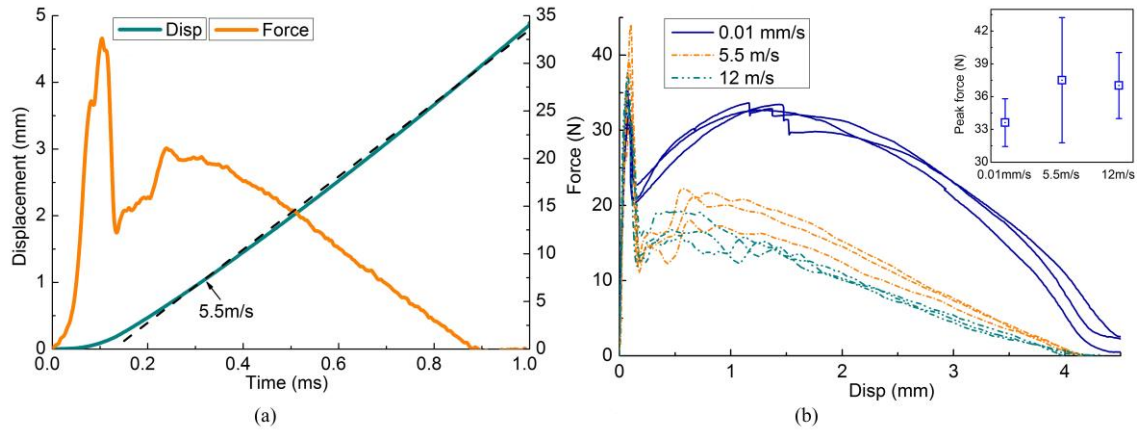 Disp Force
5
4
3
2
1
0
Displacement (mm)
35
30
25
20
15
10
5
0
5.5m/s
0.0 0.2 0.4 0.6 0.8 1.0
Time (ms)
(a)
0.01 mm/s
5.5 m/s
12 m/s
40
30
20
10
0
Force (N)
0 1 2 3 4
Disp (mm)
45
42
39
36
33
30
Peak force (N)
0.01mm/s 5.5m/s 12m/s
(b)